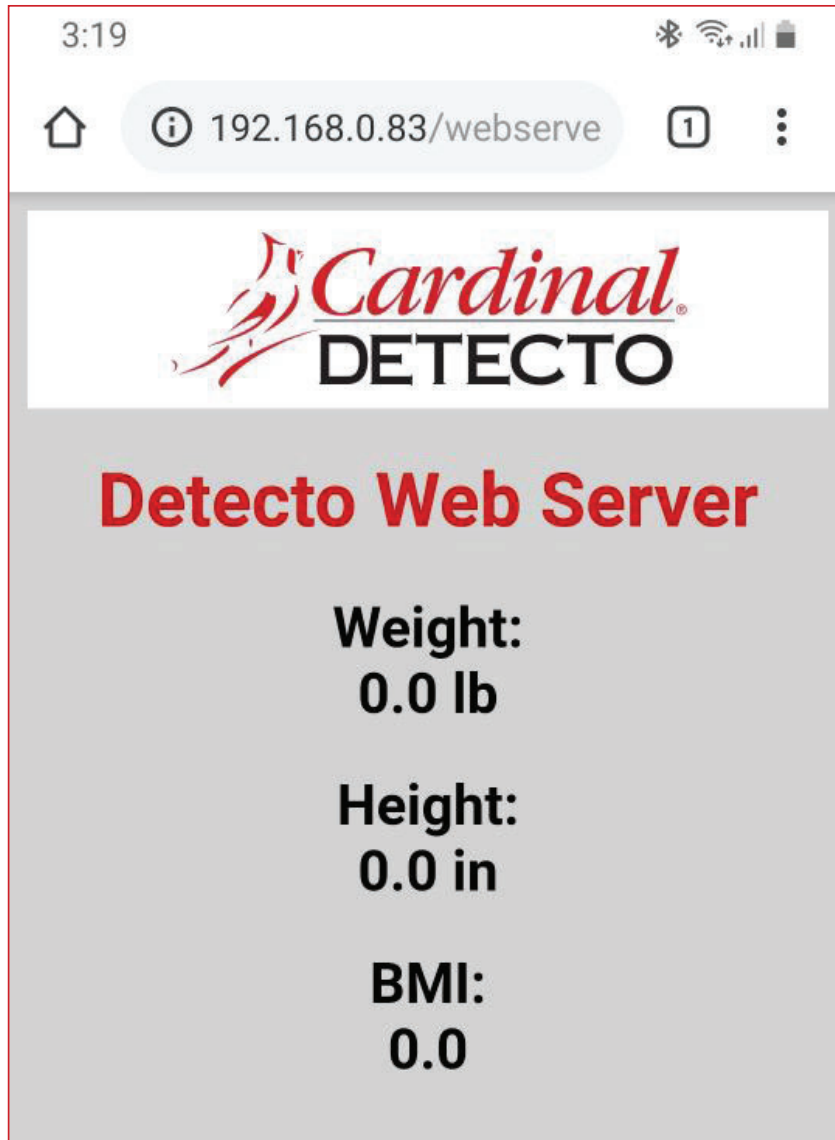 3:19
192.168.0.83/webserve
1
Cardinal®
DETECTO
Detecto Web Server
Weight:
0.0 lb
Height:
0.0 in
BMI:
0.0